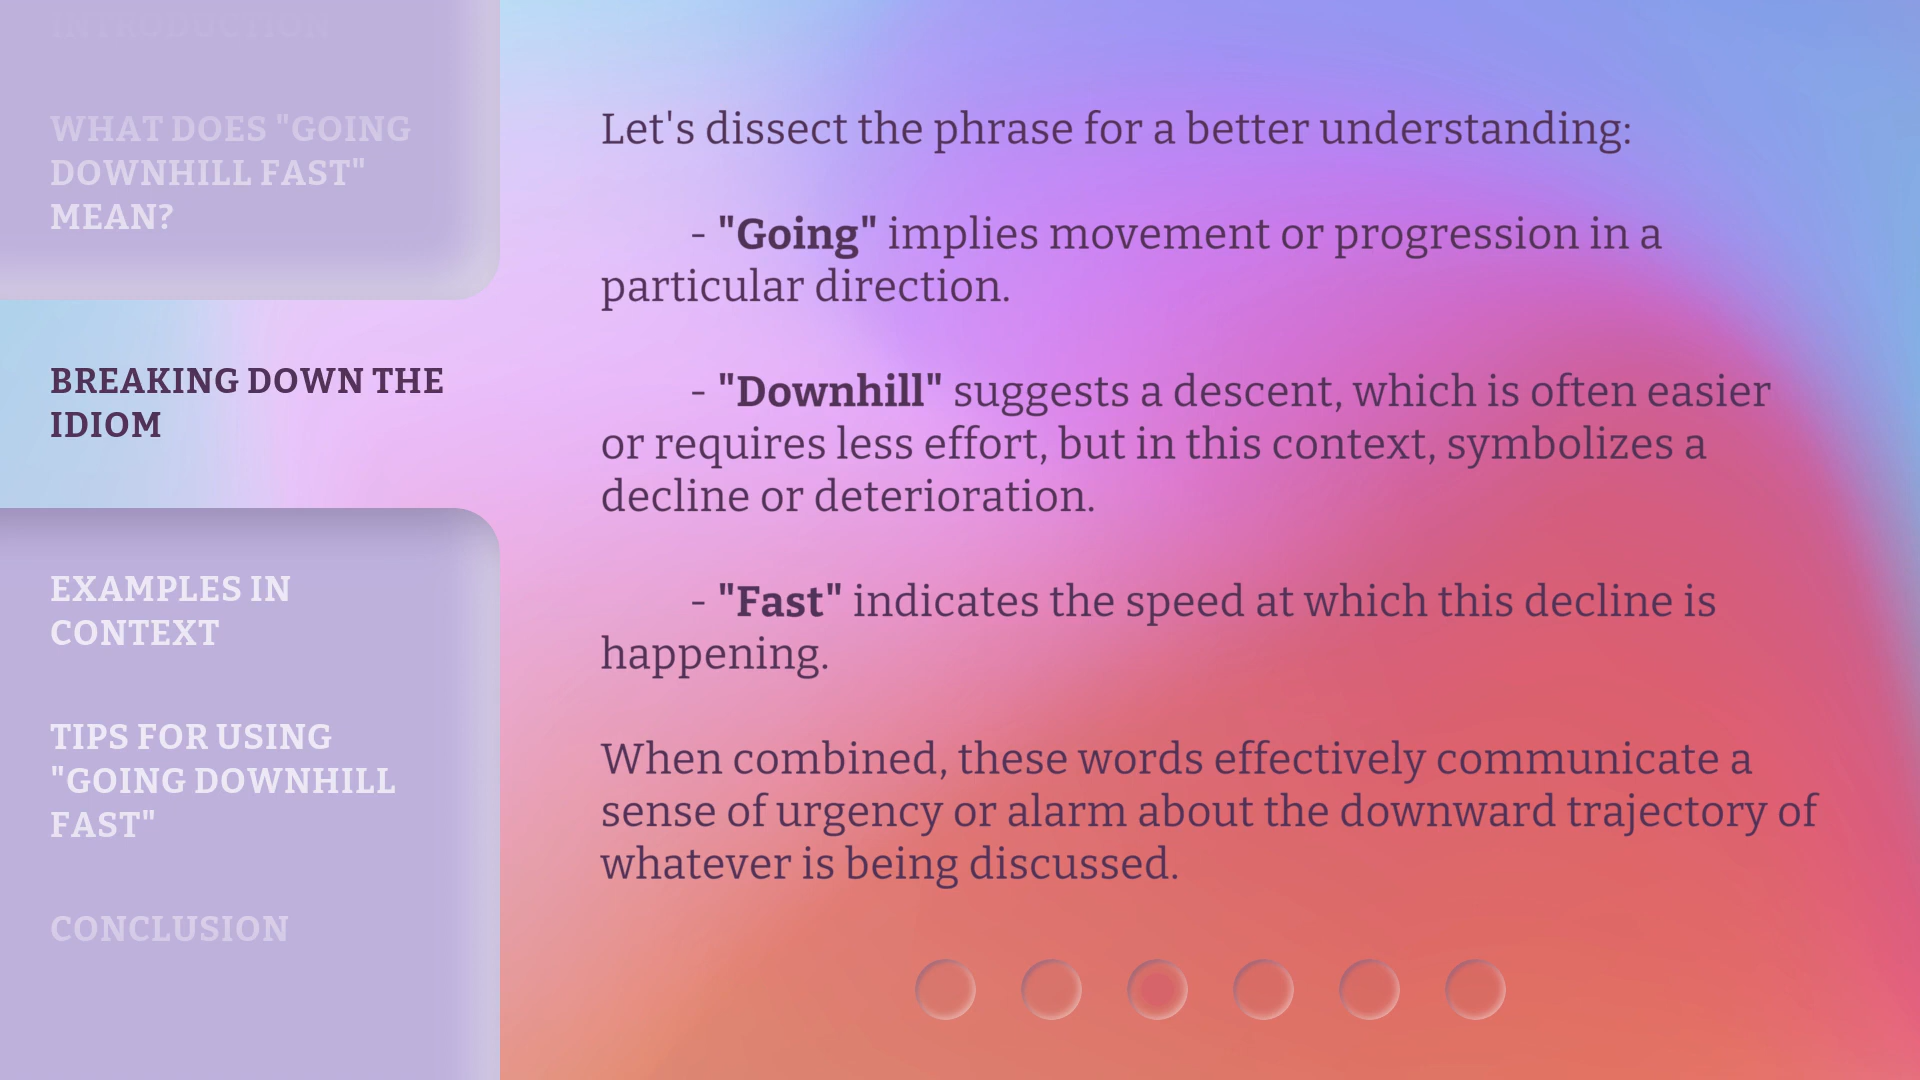 INTRODUCTION
WHAT DOES "GOING
DOWNHILL FAST"
MEAN?
BREAKING DOWN THE
IDIOM
EXAMPLES IN
CONTEXT
TIPS FOR USING
"GOING DOWNHILL
FAST"
CONCLUSION
Let's dissect the phrase for a better understanding:
- "Going" implies movement or progression in a
particular direction.
- "Downhill" suggests a descent, which is often easier
or requires less effort, but in this context, symbolizes a
decline or deterioration.
- "Fast" indicates the speed at which this decline is
happening.
When combined, these words effectively communicate a
sense of urgency or alarm about the downward trajectory of
whatever is being discussed.